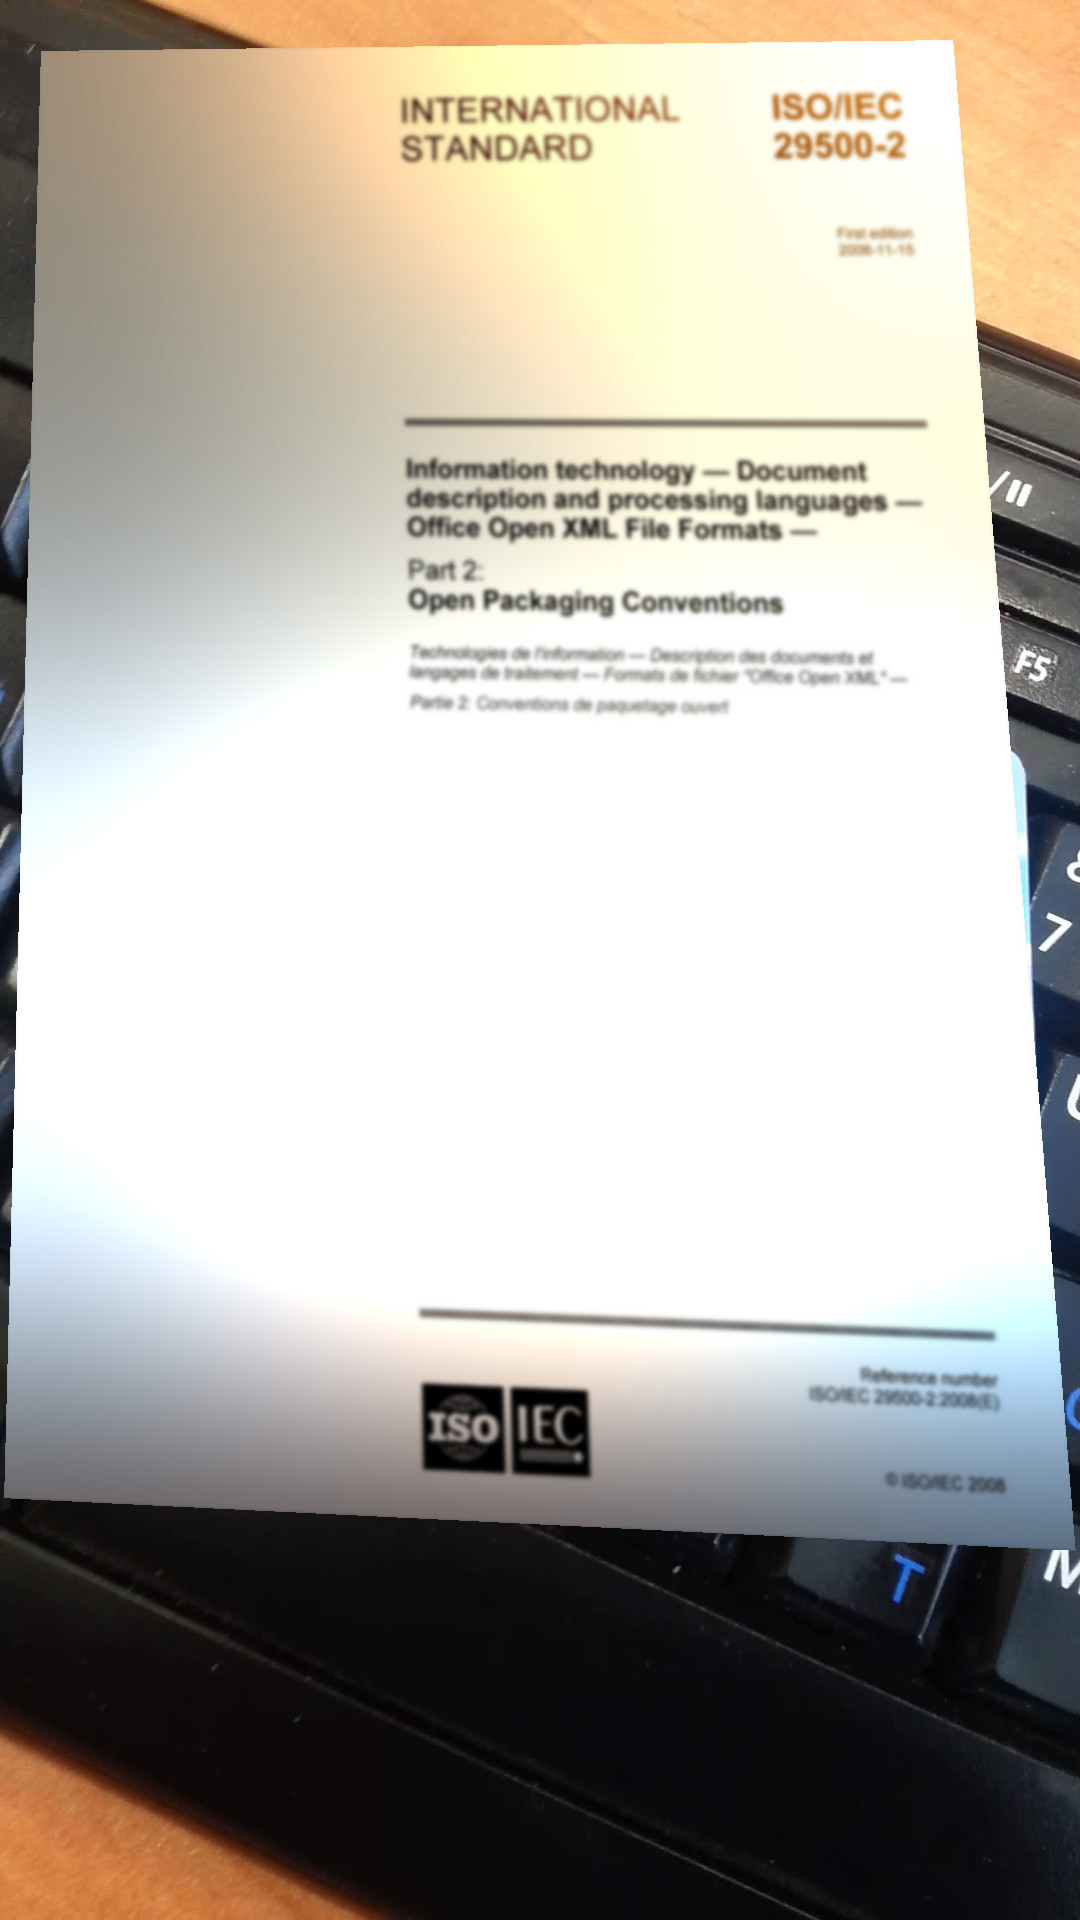 INTERNATIONAL
STANDARD
ISO/IEC
29500-2
First edition
2008-11-15
Information technology — Document
description and processing languages —
Office Open XML File Formats —
Part 2:
Open Packaging Conventions
Technologies de l'information — Description des documents et
langages de traitement — Formats de fichier "Office Open XML" —
Partie 2: Conventions de paquetage ouvert
Reference number
ISO/IEC 29500-2:2008(E)
ISO
IEC
© ISO/IEC 2008
/II
F5
7
T